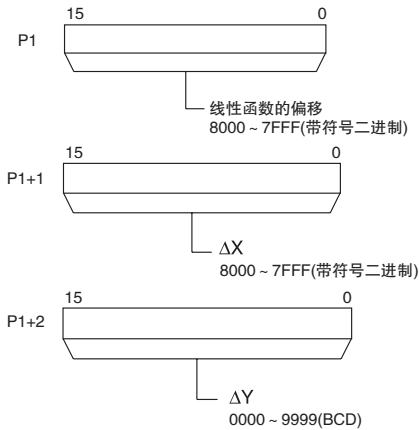 15 0
P1
线性函数的偏移
8000 ~ 7FFF(带符号二进制)
15 0
P1+1
ΔX
8000 ~ 7FFF(带符号二进制)
15 0
P1+2
ΔY
0000 ~ 9999(BCD)